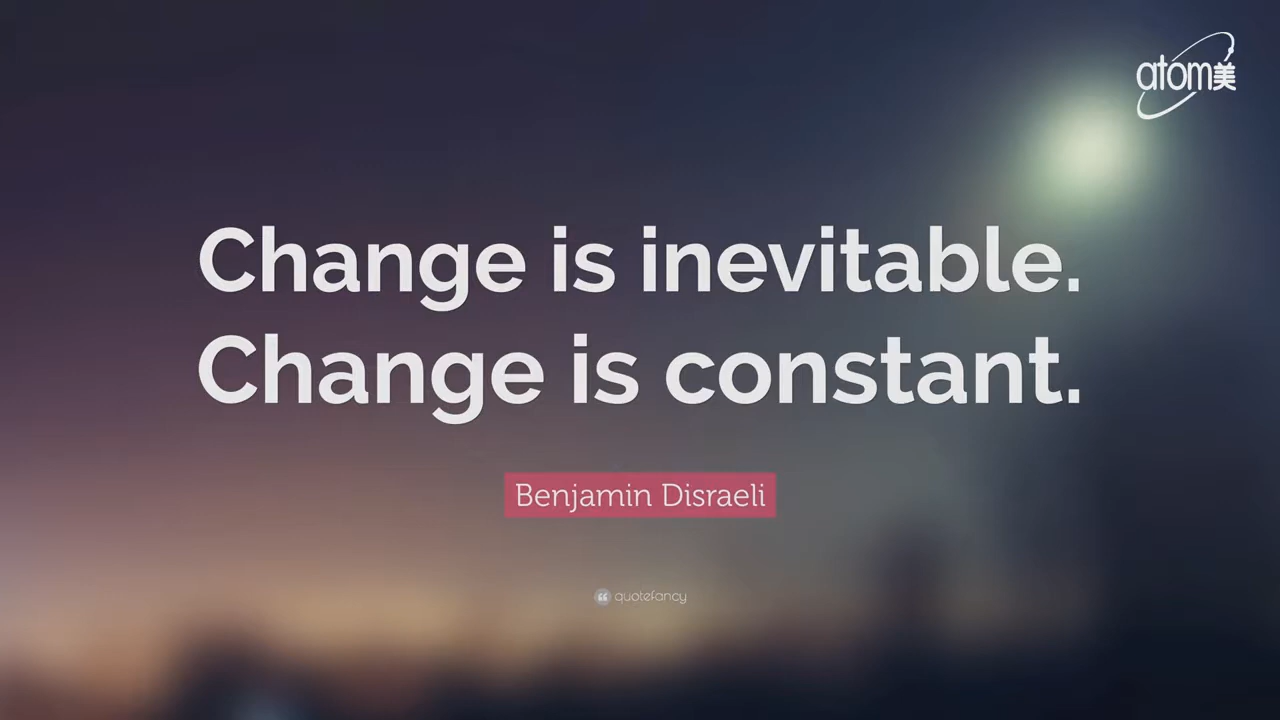 atom美
Change is inevitable.
Change is constant.
Benjamin Disraeli
quotefancy